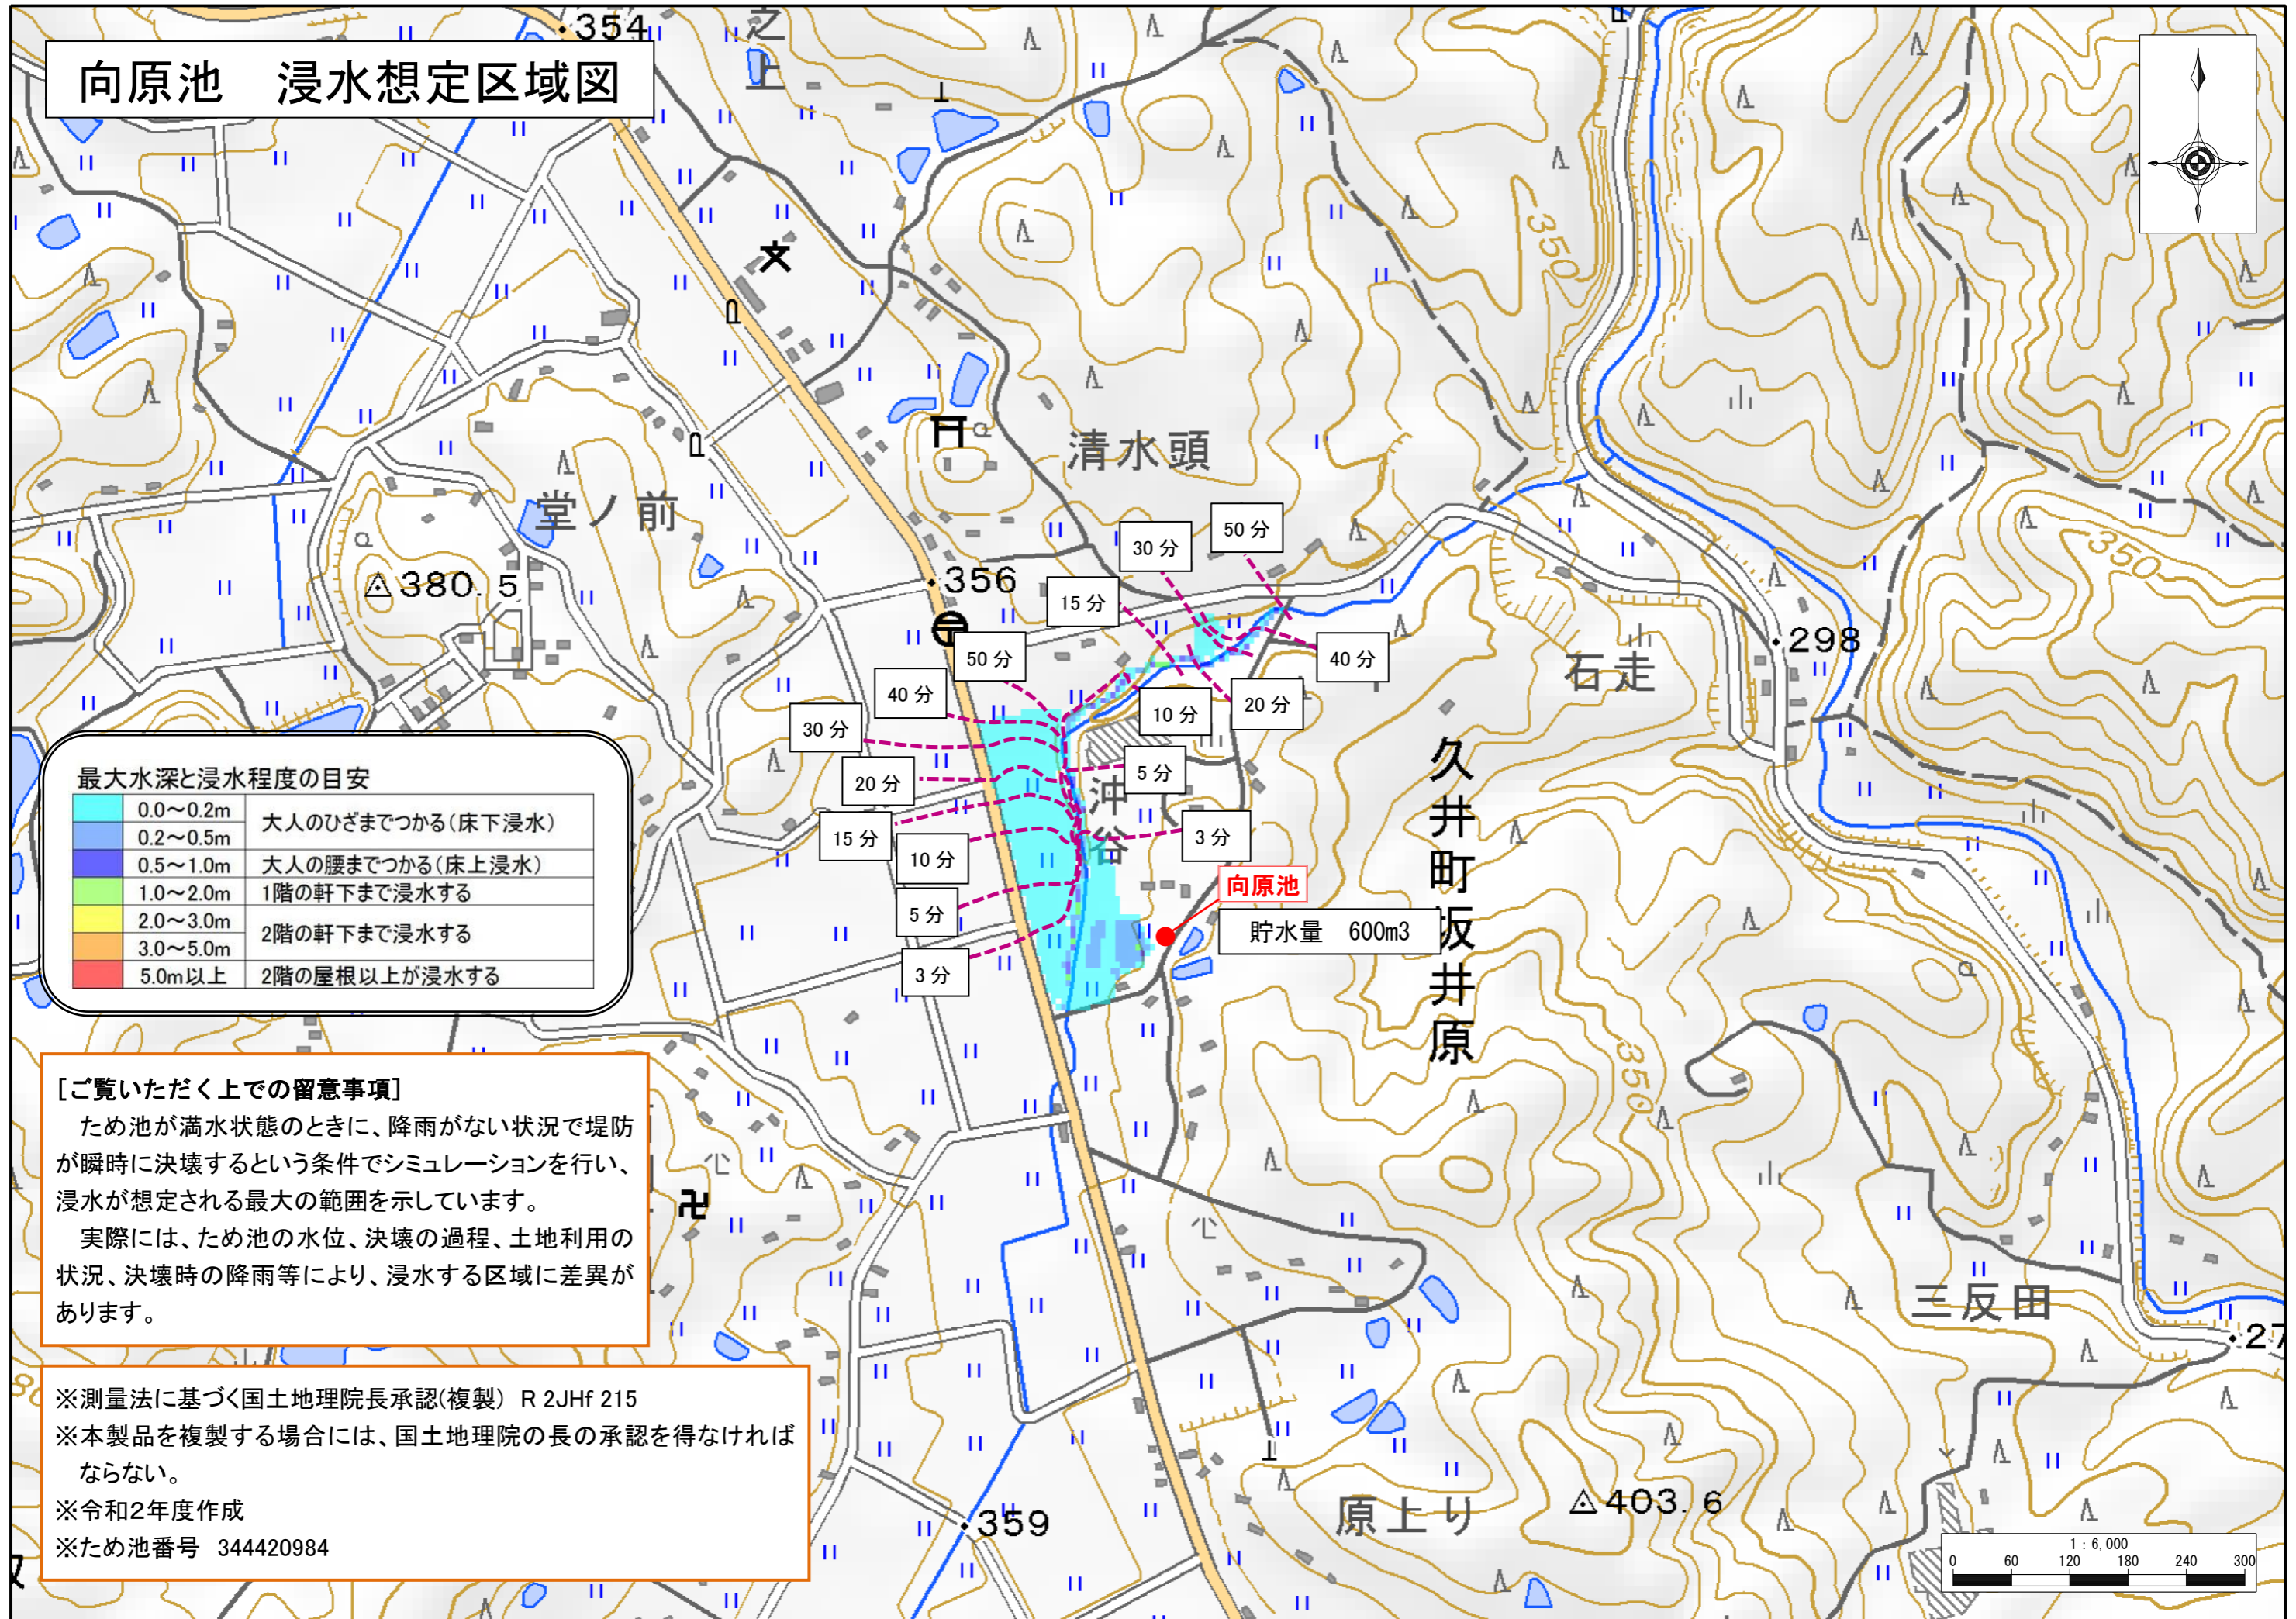 向原池　浸水想定区域図
354
之上
清水頭
堂ノ前
380.5
356
350
350
298
石走
沖谷
久井町坂井原
350
三反田
27
原上り
403.6
359
50分
30分
15分
40分
20分
10分
5分
3分
50分
40分
30分
20分
15分
10分
5分
3分
向原池
貯水量　600m3
最大水深と浸水程度の目安
0.0～0.2m
大人のひざまでつかる(床下浸水)
0.2～0.5m
0.5～1.0m 大人の腰までつかる(床上浸水)
1.0～2.0m 1階の軒下まで浸水する
2.0～3.0m
2階の軒下まで浸水する
3.0～5.0m
5.0m以上 2階の屋根以上が浸水する
[ご覧いただく上での留意事項]
ため池が満水状態のときに、降雨がない状況で堤防
が瞬時に決壊するという条件でシミュレーションを行い、
浸水が想定される最大の範囲を示しています。
実際には、ため池の水位、決壊の過程、土地利用の
状況、決壊時の降雨等により、浸水する区域に差異が
あります。
※測量法に基づく国土地理院長承認(複製) R 2JHf 215
※本製品を複製する場合には、国土地理院の長の承認を得なければ
ならない。
※令和2年度作成
※ため池番号 344420984
1：6,000
0 60 120 180 240 300